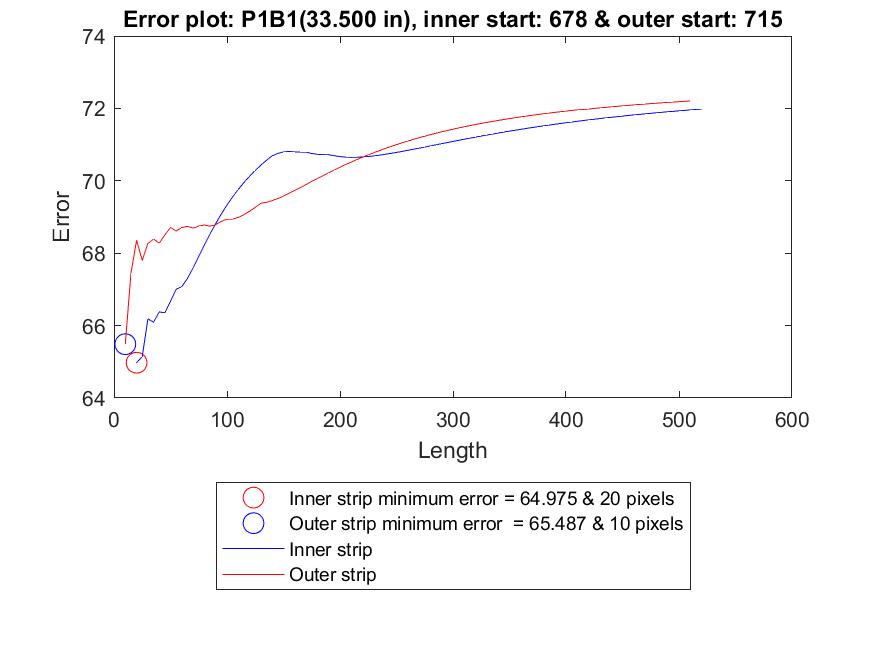 Error plot: P1B1(33.500 in), inner start: 678 & outer start: 715
74
72
70
68
66
64
Error
0 100 200 300 400 500 600
Length
Inner strip minimum error = 64.975 & 20 pixels
Outer strip minimum error  = 65.487 & 10 pixels
Inner strip
Outer strip